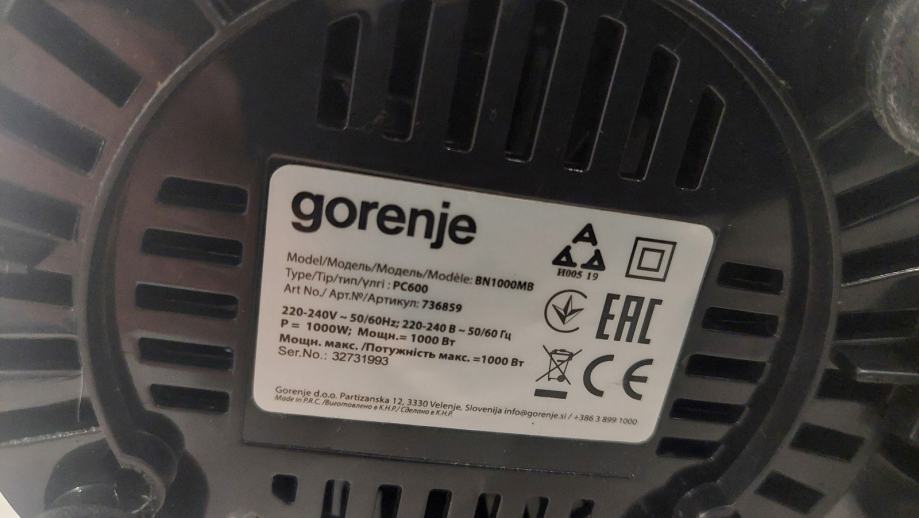 gorenje
Model/Модель/Модель/Modèle: BN1000MB
Type/Tip/тип/үлгі : PC600
Art No./ Арт.№/Артикул: 736859
220-240V ~ 50/60Hz; 220-240 В ~ 50/60 Гц
P = 1000W; Мощн.= 1000 Вт
Мощн. макс. /Потужність макс. =1000 Вт
Ser.No.: 32731993
Gorenje d.o.o. Partizanska 12, 3330 Velenje, Slovenija info@gorenje.si / +386 3 899 1000
Made in P.R.C. /Виготовлено в К.Н.Р./ Сделано в К.Н.Р.
A
H005 19
EAC
CE